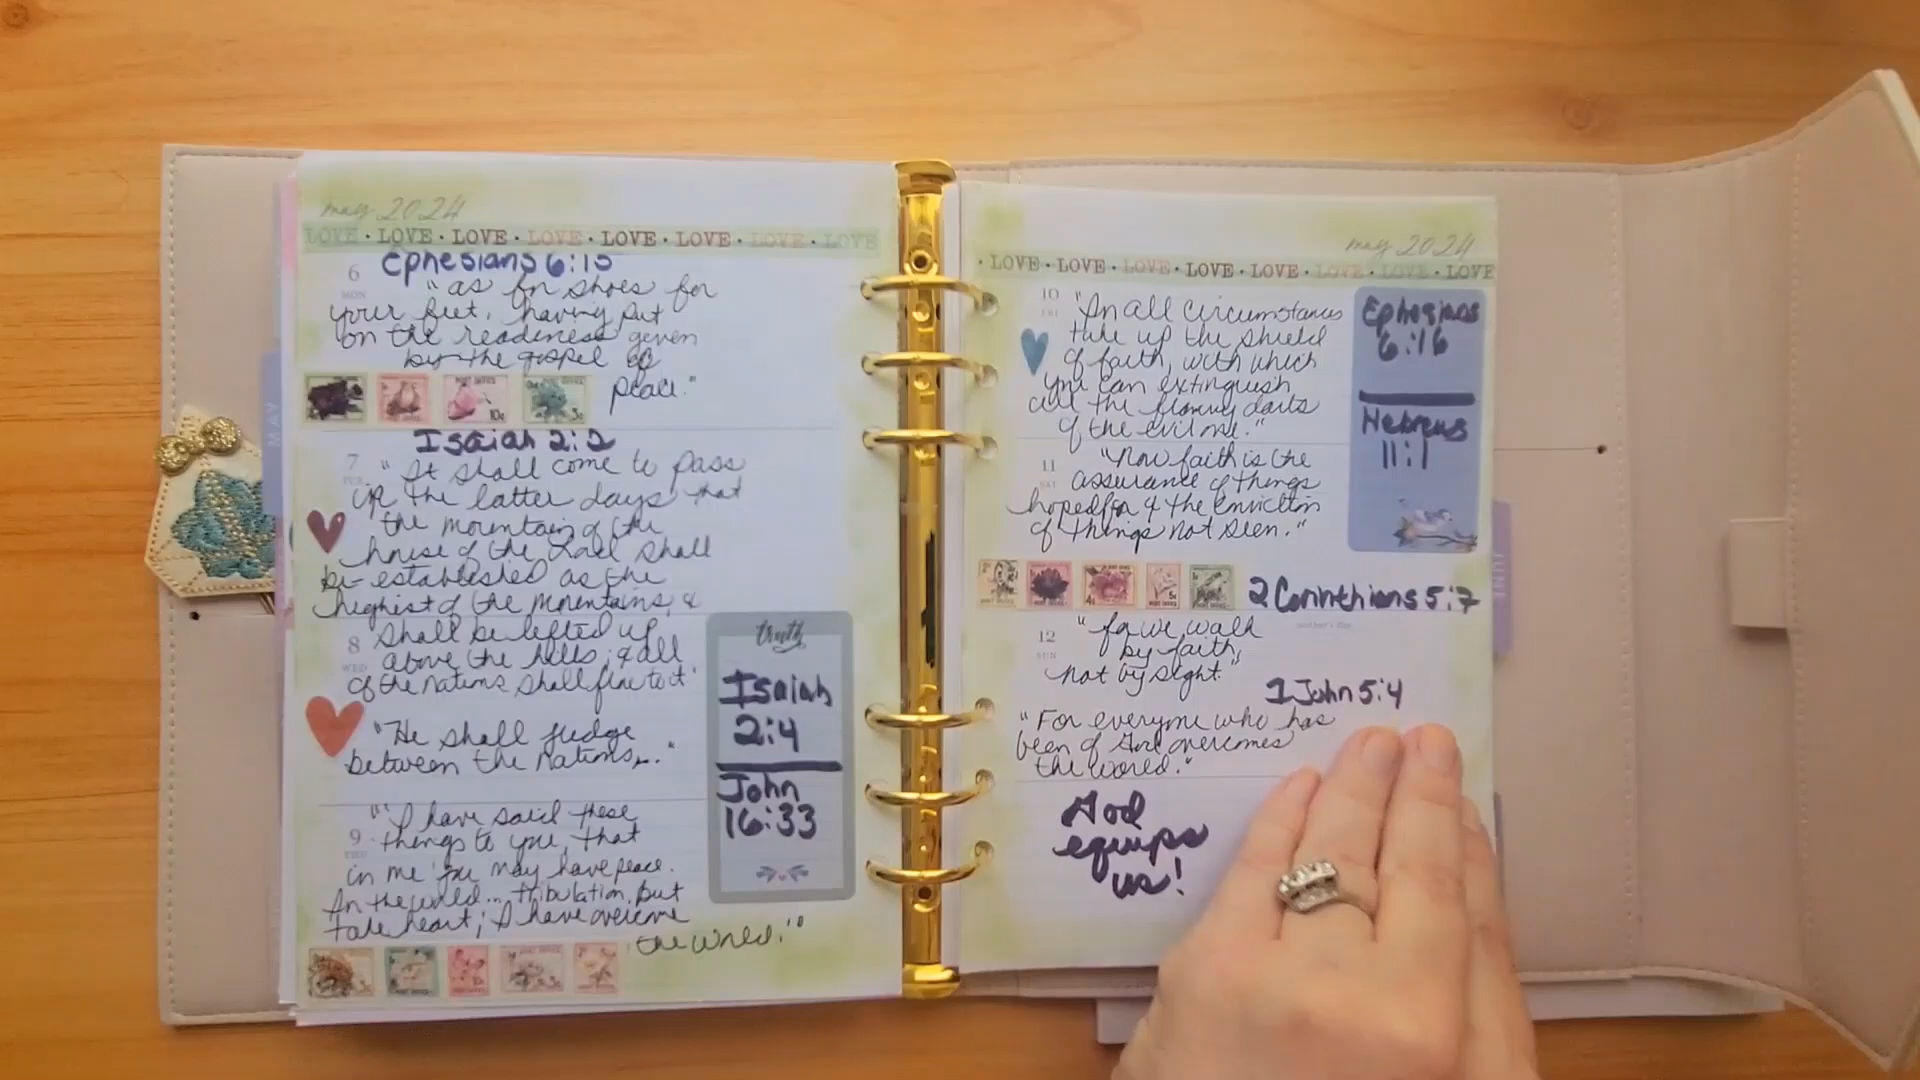 may 2024
LOVE · LOVE · LOVE · LOVE · LOVE · LOVE · LOVE · LOVE
Ephesians 6:15
6
MON
"as for shoes for
your feet, having put
on the readiness given
by the gospel of
peace."
POST OFFICE
10¢
3¢
Isaiah 2:2
7
TUE
"It shall come to pass
in the latter days that
the mountain of the
house of the Lord shall
be established as the
highest of the mountains, &
8
WED
shall be lifted up
above the hills; & all
of the nations shall flow to it"
"He shall judge
between the nations..."
truth
Isaiah
2:4
John
16:33
9
THU
"I have said these
things to you, that
in me you may have peace.
In the world... tribulation. But
take heart; I have overcome
the world."
may 2024
· LOVE · LOVE · LOVE · LOVE · LOVE · LOVE · LOVE · LOVE
10
FRI
"In all circumstances
take up the shield
of faith, with which
you can extinguish
all the flaming darts
of the evil one."
Ephesians
6:16
Hebrews
11:1
11
SAT
"Now faith is the
assurance of things
hoped for & the conviction
of things not seen."
2 Corinthians 5:7
12
SUN
mother's day
"for we walk
by faith,
not by sight."
1 John 5:4
"For everyone who has
been of God overcomes
the world."
God
equips
us!
MAY
JUNE